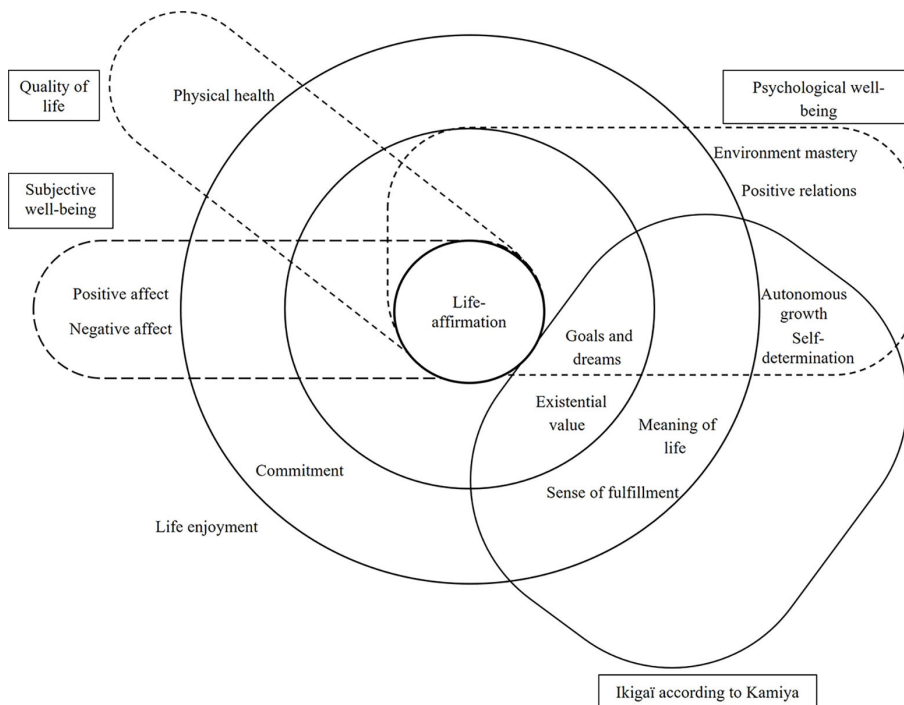 Quality of
life
Physical health
Psychological well-
being
Environment mastery
Positive relations
Subjective
well-being
Positive affect
Negative affect
Life-
affirmation
Autonomous
growth
Self-
determination
Goals and
dreams
Existential
value
Meaning of
life
Commitment
Sense of fulfillment
Life enjoyment
Ikigaï according to Kamiya